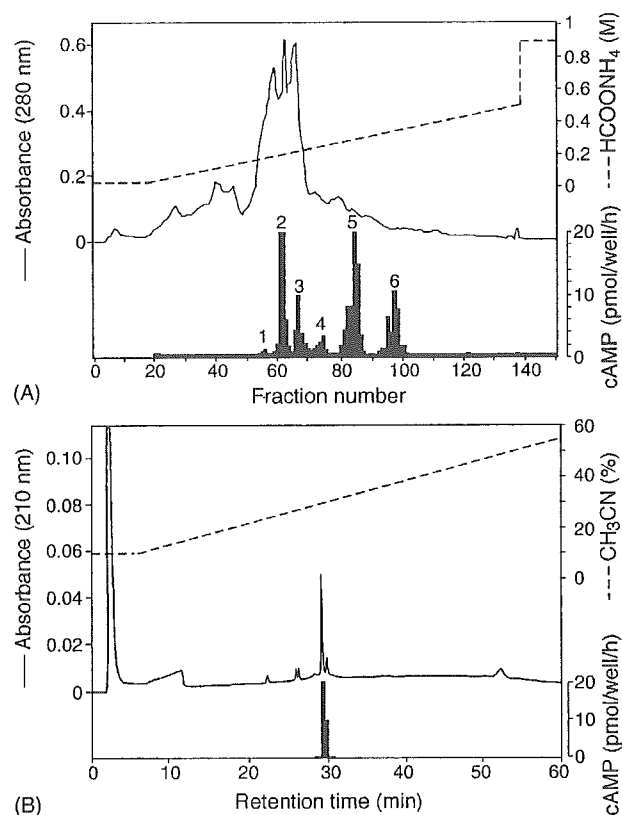 (A)
Absorbance (280 nm)
0.6
0.4
0.2
0
HCOONH₄ (M)
1
0.8
0.6
0.4
0.2
0
cAMP (pmol/well/h)
20
10
0
1
2
3
4
5
6
0 20 40 60 80 100 120 140
Fraction number
(B)
Absorbance (210 nm)
0.10
0.08
0.06
0.04
0.02
0
CH₃CN (%)
60
40
20
0
cAMP (pmol/well/h)
20
10
0
0 10 20 30 40 50 60
Retention time (min)